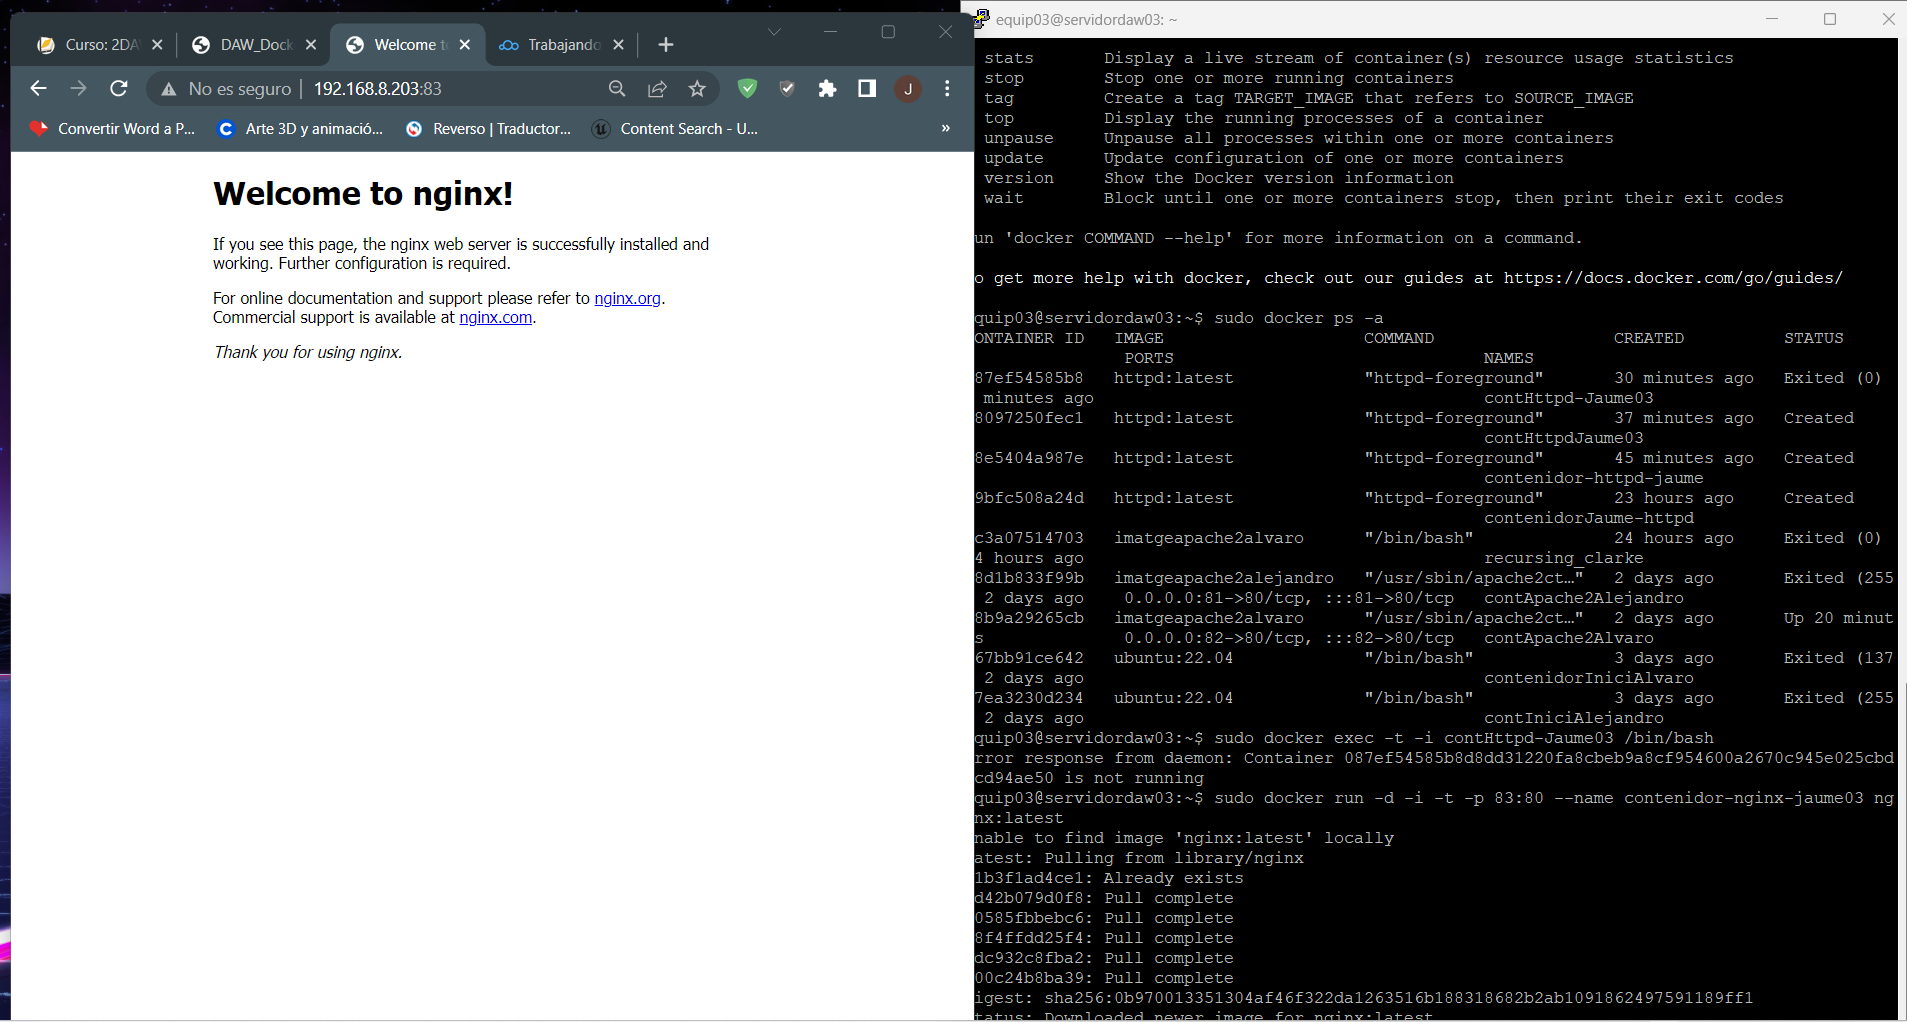 Curso: 2DA
DAW_Dock
Welcome t
Trabajando
No es seguro
192.168.8.203:83
J
Convertir Word a P...
Arte 3D y animació...
Reverso | Traductor...
Content Search - U...
»
Welcome to nginx!
If you see this page, the nginx web server is successfully installed and
working. Further configuration is required.
For online documentation and support please refer to nginx.org.
Commercial support is available at nginx.com.
Thank you for using nginx.
equip03@servidordaw03: ~
stats Display a live stream of container(s) resource usage statistics
stop Stop one or more running containers
tag Create a tag TARGET_IMAGE that refers to SOURCE_IMAGE
top Display the running processes of a container
unpause Unpause all processes within one or more containers
update Update configuration of one or more containers
version Show the Docker version information
wait Block until one or more containers stop, then print their exit codes
un 'docker COMMAND --help' for more information on a command.
o get more help with docker, check out our guides at https://docs.docker.com/go/guides/
quip03@servidordaw03:~$ sudo docker ps -a
ONTAINER ID IMAGE COMMAND CREATED STATUS
PORTS NAMES
87ef54585b8 httpd:latest "httpd-foreground" 30 minutes ago Exited (0)
minutes ago contHttpd-Jaume03
8097250fec1 httpd:latest "httpd-foreground" 37 minutes ago Created
contHttpdJaume03
8e5404a987e httpd:latest "httpd-foreground" 45 minutes ago Created
contenidor-httpd-jaume
9bfc508a24d httpd:latest "httpd-foreground" 23 hours ago Created
contenidorJaume-httpd
c3a07514703 imatgeapache2alvaro "/bin/bash" 24 hours ago Exited (0)
4 hours ago recursing_clarke
8d1b833f99b imatgeapache2alejandro "/usr/sbin/apache2ct…" 2 days ago Exited (255
2 days ago 0.0.0.0:81->80/tcp, :::81->80/tcp contApache2Alejandro
8b9a29265cb imatgeapache2alvaro "/usr/sbin/apache2ct…" 2 days ago Up 20 minut
s 0.0.0.0:82->80/tcp, :::82->80/tcp contApache2Alvaro
67bb91ce642 ubuntu:22.04 "/bin/bash" 3 days ago Exited (137
2 days ago contenidorIniciAlvaro
7ea3230d234 ubuntu:22.04 "/bin/bash" 3 days ago Exited (255
2 days ago contIniciAlejandro
quip03@servidordaw03:~$ sudo docker exec -t -i contHttpd-Jaume03 /bin/bash
rror response from daemon: Container 087ef54585b8d8dd31220fa8cbeb9a8cf954600a2670c945e025cbd
cd94ae50 is not running
quip03@servidordaw03:~$ sudo docker run -d -i -t -p 83:80 --name contenidor-nginx-jaume03 ng
nx:latest
nable to find image 'nginx:latest' locally
atest: Pulling from library/nginx
1b3f1ad4ce1: Already exists
d42b079d0f8: Pull complete
0585fbbebc6: Pull complete
8f4ffdd25f4: Pull complete
dc932c8fba2: Pull complete
00c24b8ba39: Pull complete
igest: sha256:0b970013351304af46f322da1263516b188318682b2ab1091862497591189ff1
tatus: Downloaded newer image for nginx:latest